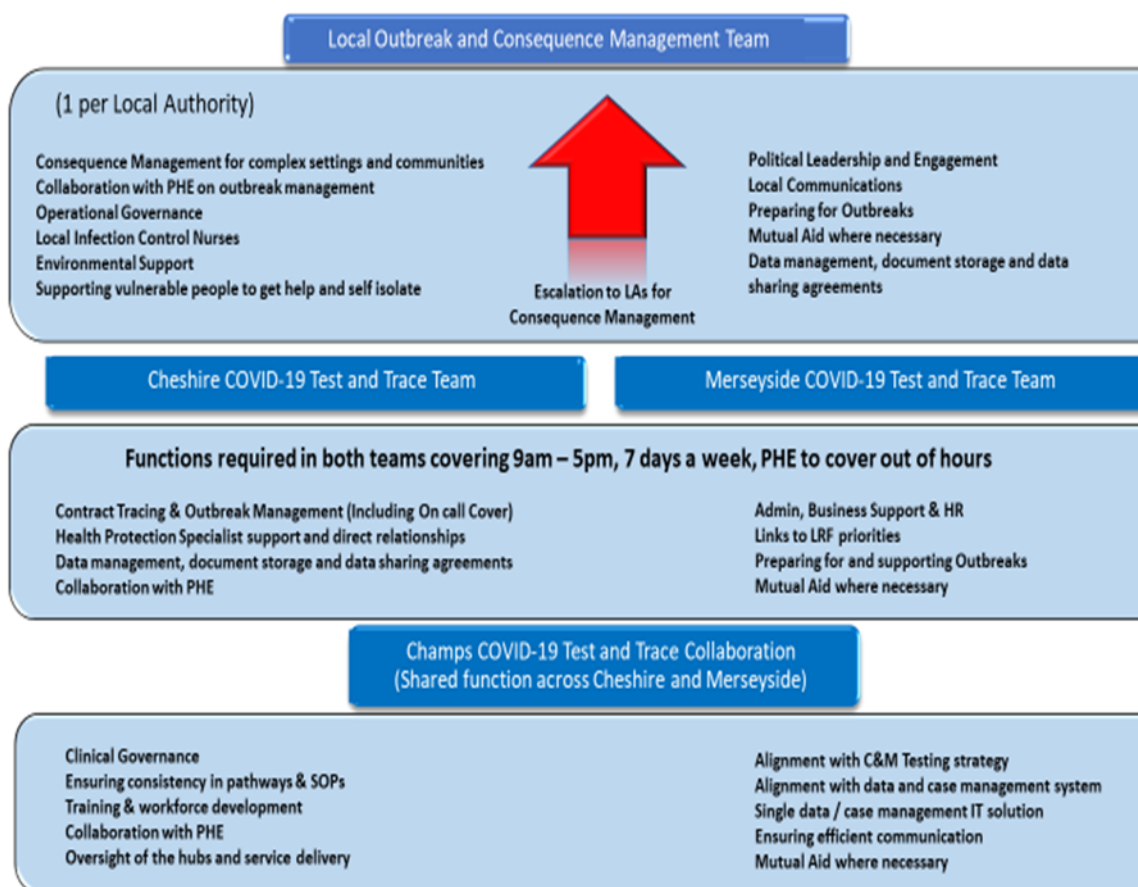 Local Outbreak and Consequence Management Team
(1 per Local Authority)
Consequence Management for complex settings and communities
Collaboration with PHE on outbreak management
Operational Governance
Local Infection Control Nurses
Environmental Support
Supporting vulnerable people to get help and self isolate
Escalation to LAs for
Consequence Management
Political Leadership and Engagement
Local Communications
Preparing for Outbreaks
Mutual Aid where necessary
Data management, document storage and data
sharing agreements
Cheshire COVID-19 Test and Trace Team
Merseyside COVID-19 Test and Trace Team
Functions required in both teams covering 9am – 5pm, 7 days a week, PHE to cover out of hours
Contract Tracing & Outbreak Management (Including On call Cover)
Health Protection Specialist support and direct relationships
Data management, document storage and data sharing agreements
Collaboration with PHE
Admin, Business Support & HR
Links to LRF priorities
Preparing for and supporting Outbreaks
Mutual Aid where necessary
Champs COVID-19 Test and Trace Collaboration
(Shared function across Cheshire and Merseyside)
Clinical Governance
Ensuring consistency in pathways & SOPs
Training & workforce development
Collaboration with PHE
Oversight of the hubs and service delivery
Alignment with C&M Testing strategy
Alignment with data and case management system
Single data / case management IT solution
Ensuring efficient communication
Mutual Aid where necessary